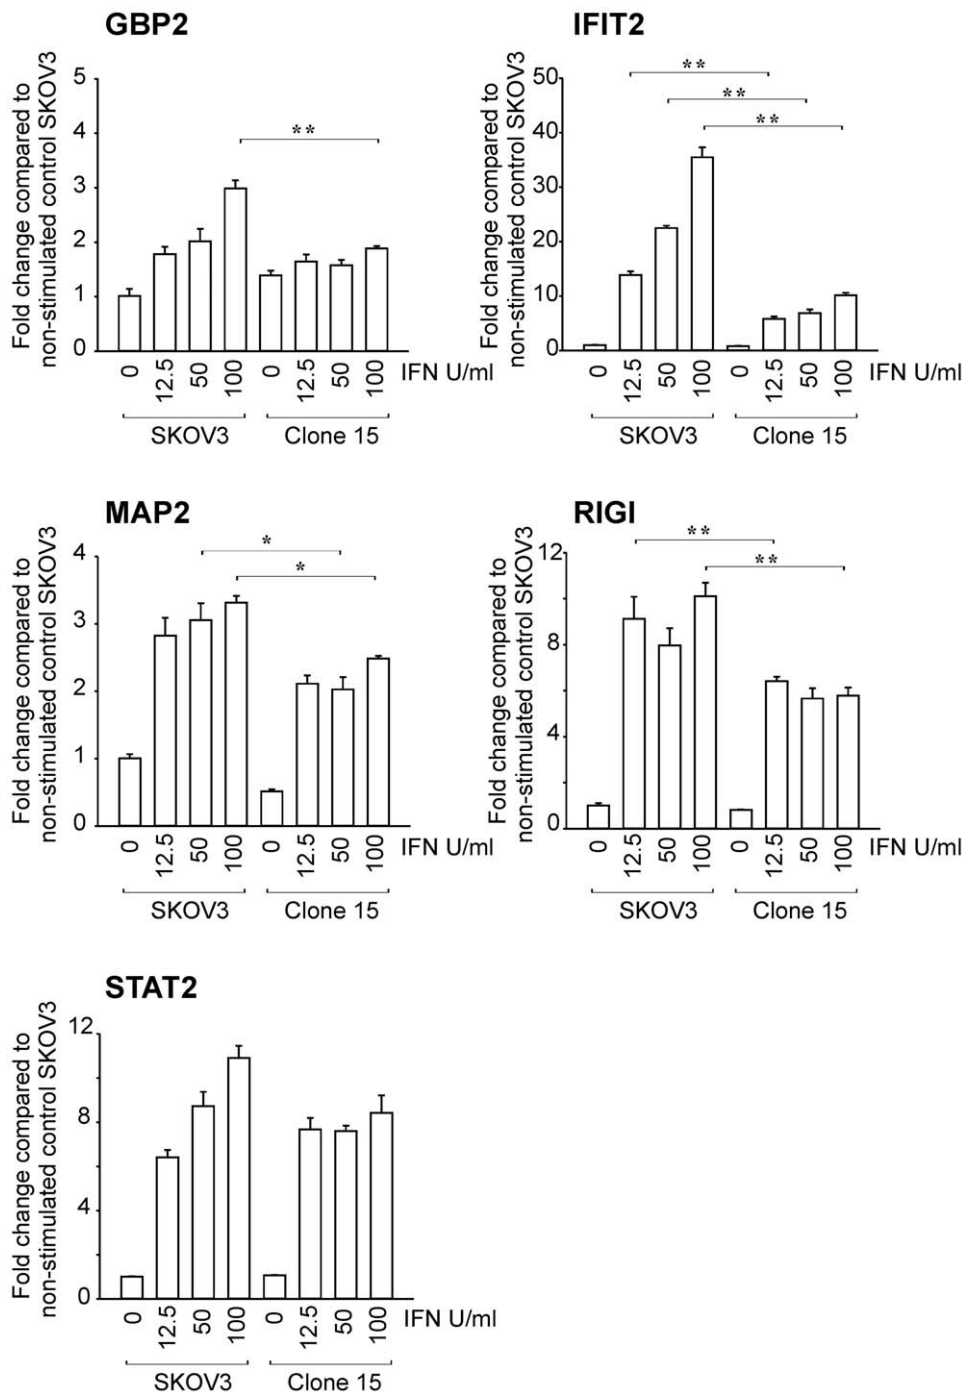 GBP2
Fold change compared to
non-stimulated control SKOV3
5
4
3
2
1
0
**
0 12.5 50 100 0 12.5 50 100 IFN U/ml
SKOV3 Clone 15
IFIT2
Fold change compared to
non-stimulated control SKOV3
50
40
30
20
10
0
**
**
**
0 12.5 50 100 0 12.5 50 100 IFN U/ml
SKOV3 Clone 15
MAP2
Fold change compared to
non-stimulated control SKOV3
4
3
2
1
0
*
*
0 12.5 50 100 0 12.5 50 100 IFN U/ml
SKOV3 Clone 15
RIGI
Fold change compared to
non-stimulated control SKOV3
12
8
4
0
**
**
0 12.5 50 100 0 12.5 50 100 IFN U/ml
SKOV3 Clone 15
STAT2
Fold change compared to
non-stimulated control SKOV3
12
8
4
0
0 12.5 50 100 0 12.5 50 100 IFN U/ml
SKOV3 Clone 15